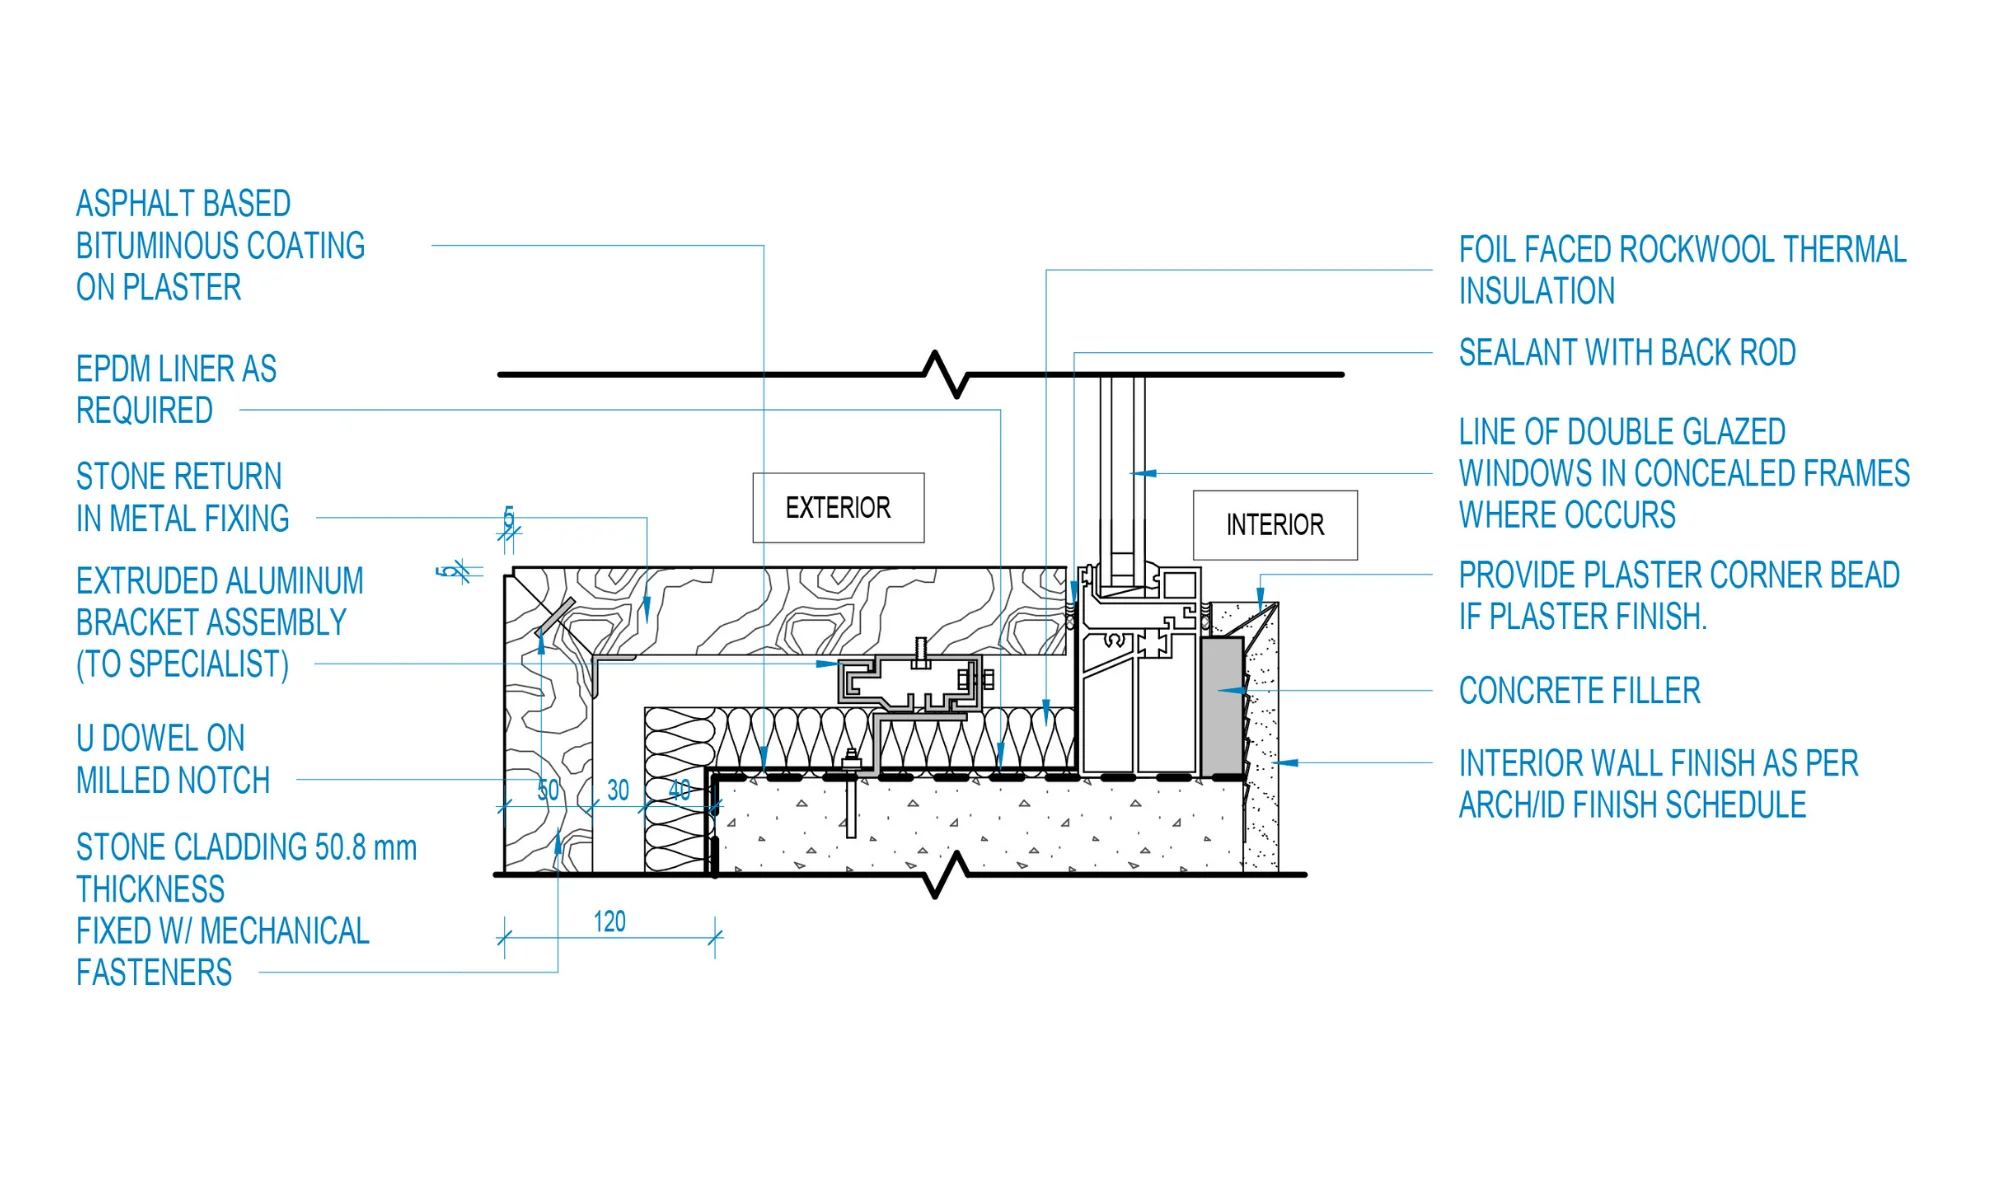 ASPHALT BASED
BITUMINOUS COATING
ON PLASTER
EPDM LINER AS
REQUIRED
STONE RETURN
IN METAL FIXING
EXTRUDED ALUMINUM
BRACKET ASSEMBLY
(TO SPECIALIST)
U DOWEL ON
MILLED NOTCH
STONE CLADDING 50.8 mm
THICKNESS
FIXED W/ MECHANICAL
FASTENERS
5
5
EXTERIOR
INTERIOR
50
30
40
120
FOIL FACED ROCKWOOL THERMAL
INSULATION
SEALANT WITH BACK ROD
LINE OF DOUBLE GLAZED
WINDOWS IN CONCEALED FRAMES
WHERE OCCURS
PROVIDE PLASTER CORNER BEAD
IF PLASTER FINISH.
CONCRETE FILLER
INTERIOR WALL FINISH AS PER
ARCH/ID FINISH SCHEDULE